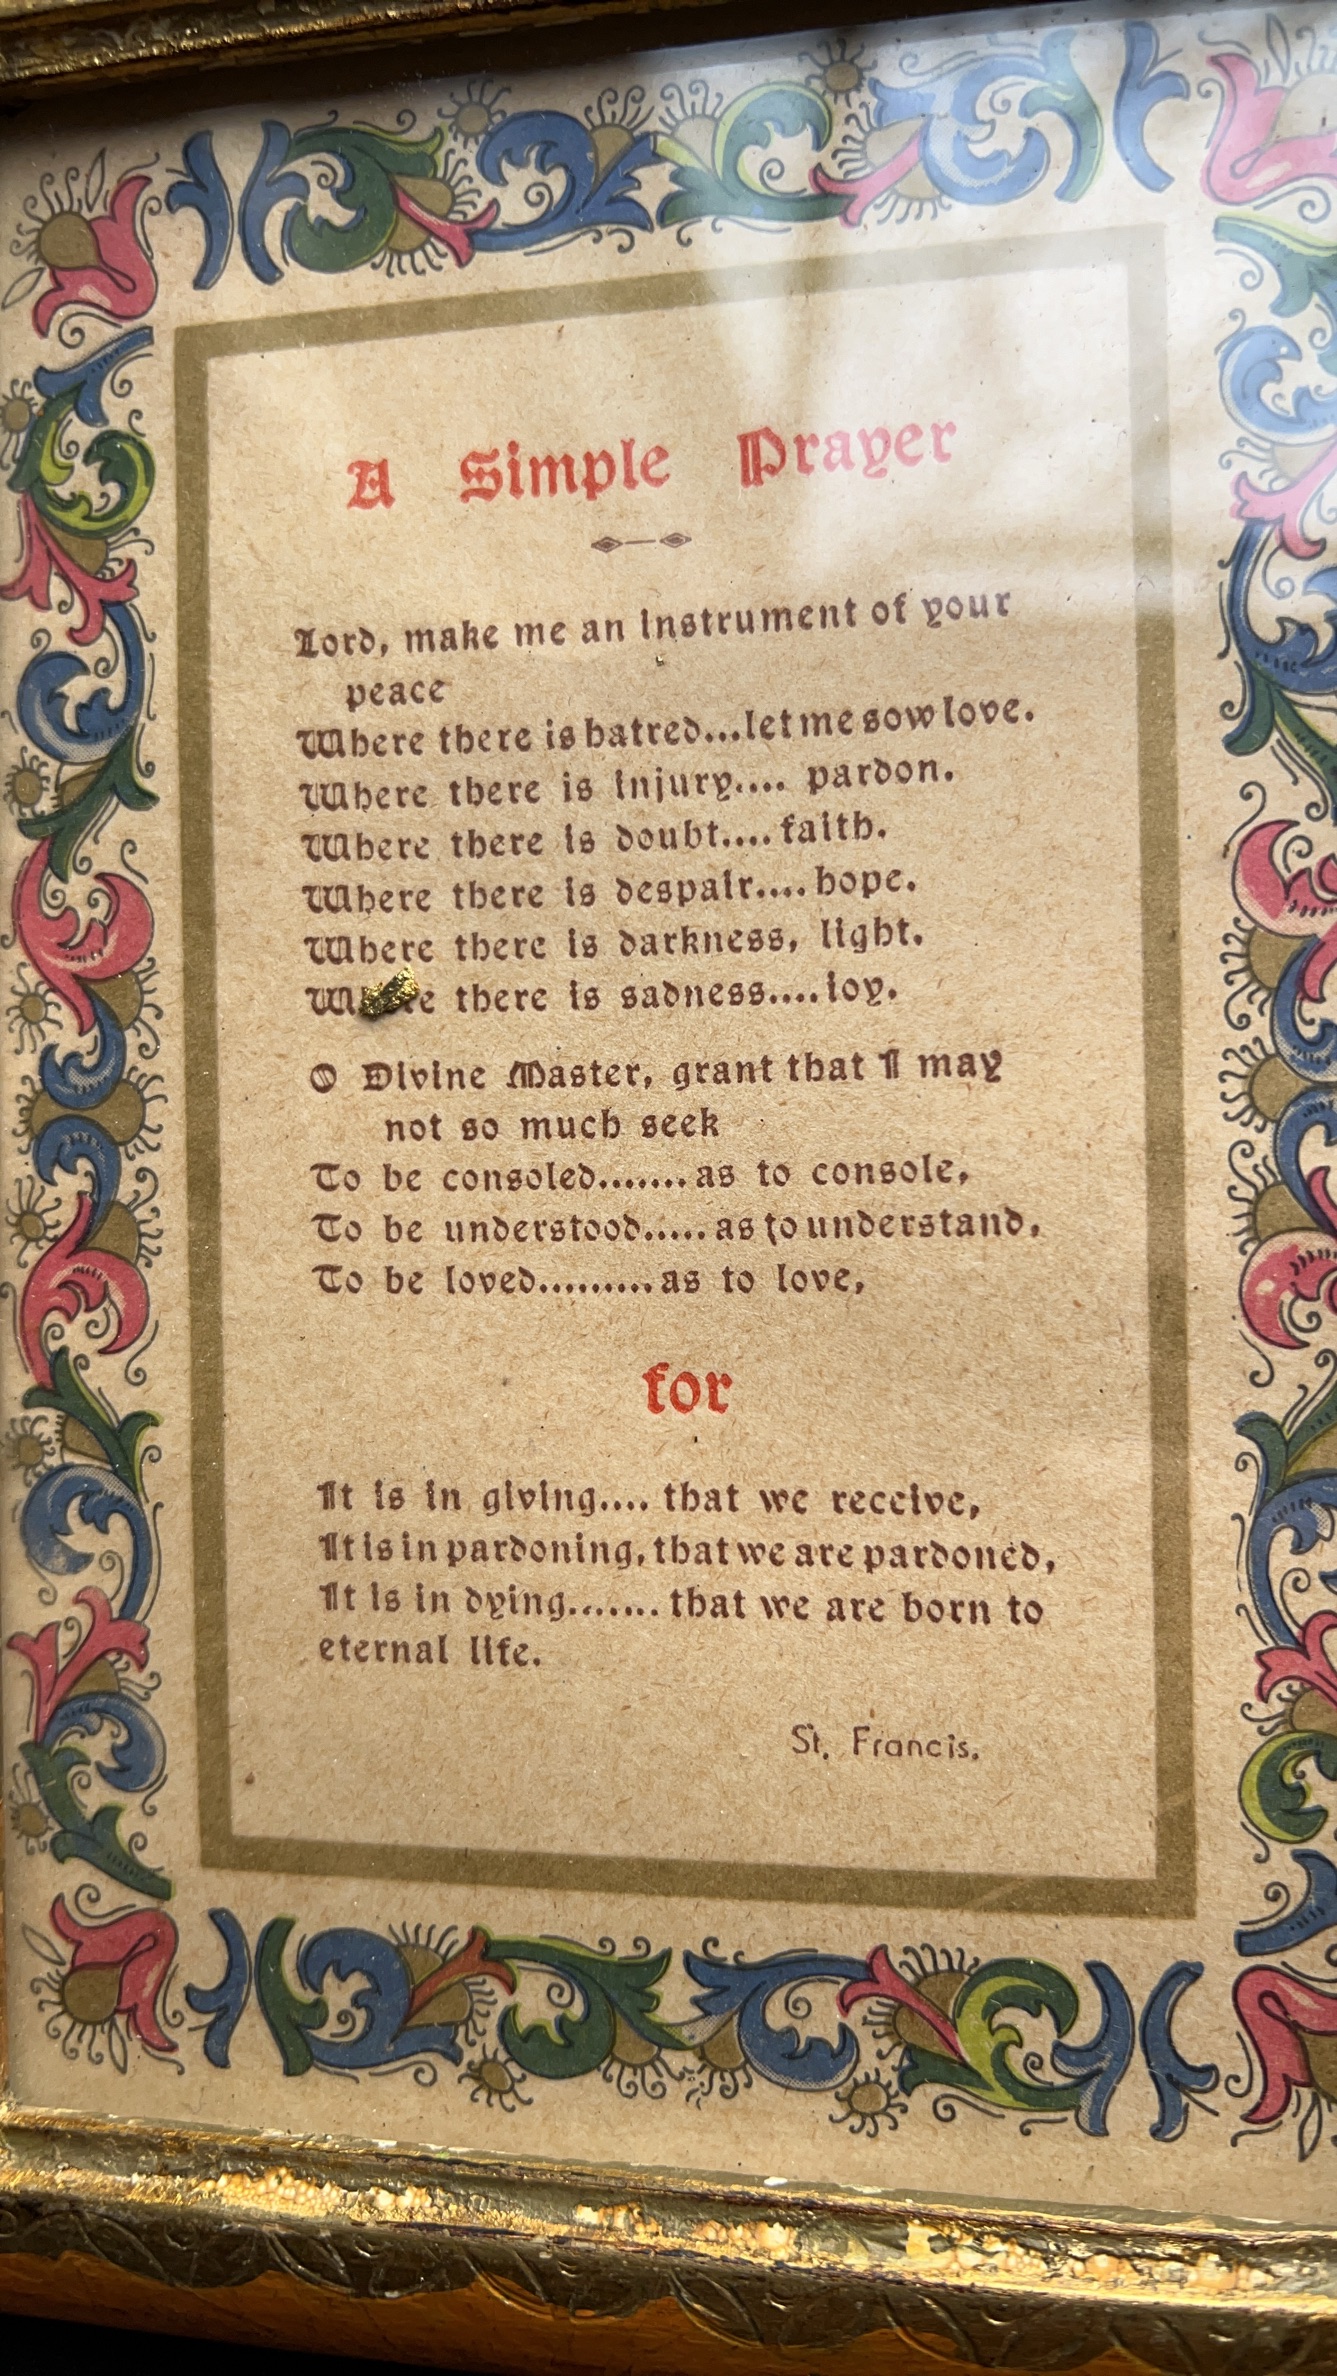 A Simple Prayer
Lord, make me an instrument of your
peace
Where there is hatred...let me sow love.
Where there is injury.... pardon.
Where there is doubt.... faith.
Where there is despair.... hope.
Where there is darkness, light.
there is sadness.... ioy.
O Divine Master, grant that I may
not so much seek
To be consoled.......as to console,
To be understood.....as to understand,
To be loved..........as to love,
for
It is in giving.... that we receive,
It is in pardoning, that we are pardoned,
It is in dying....... that we are born to
eternal life.
St. Francis.